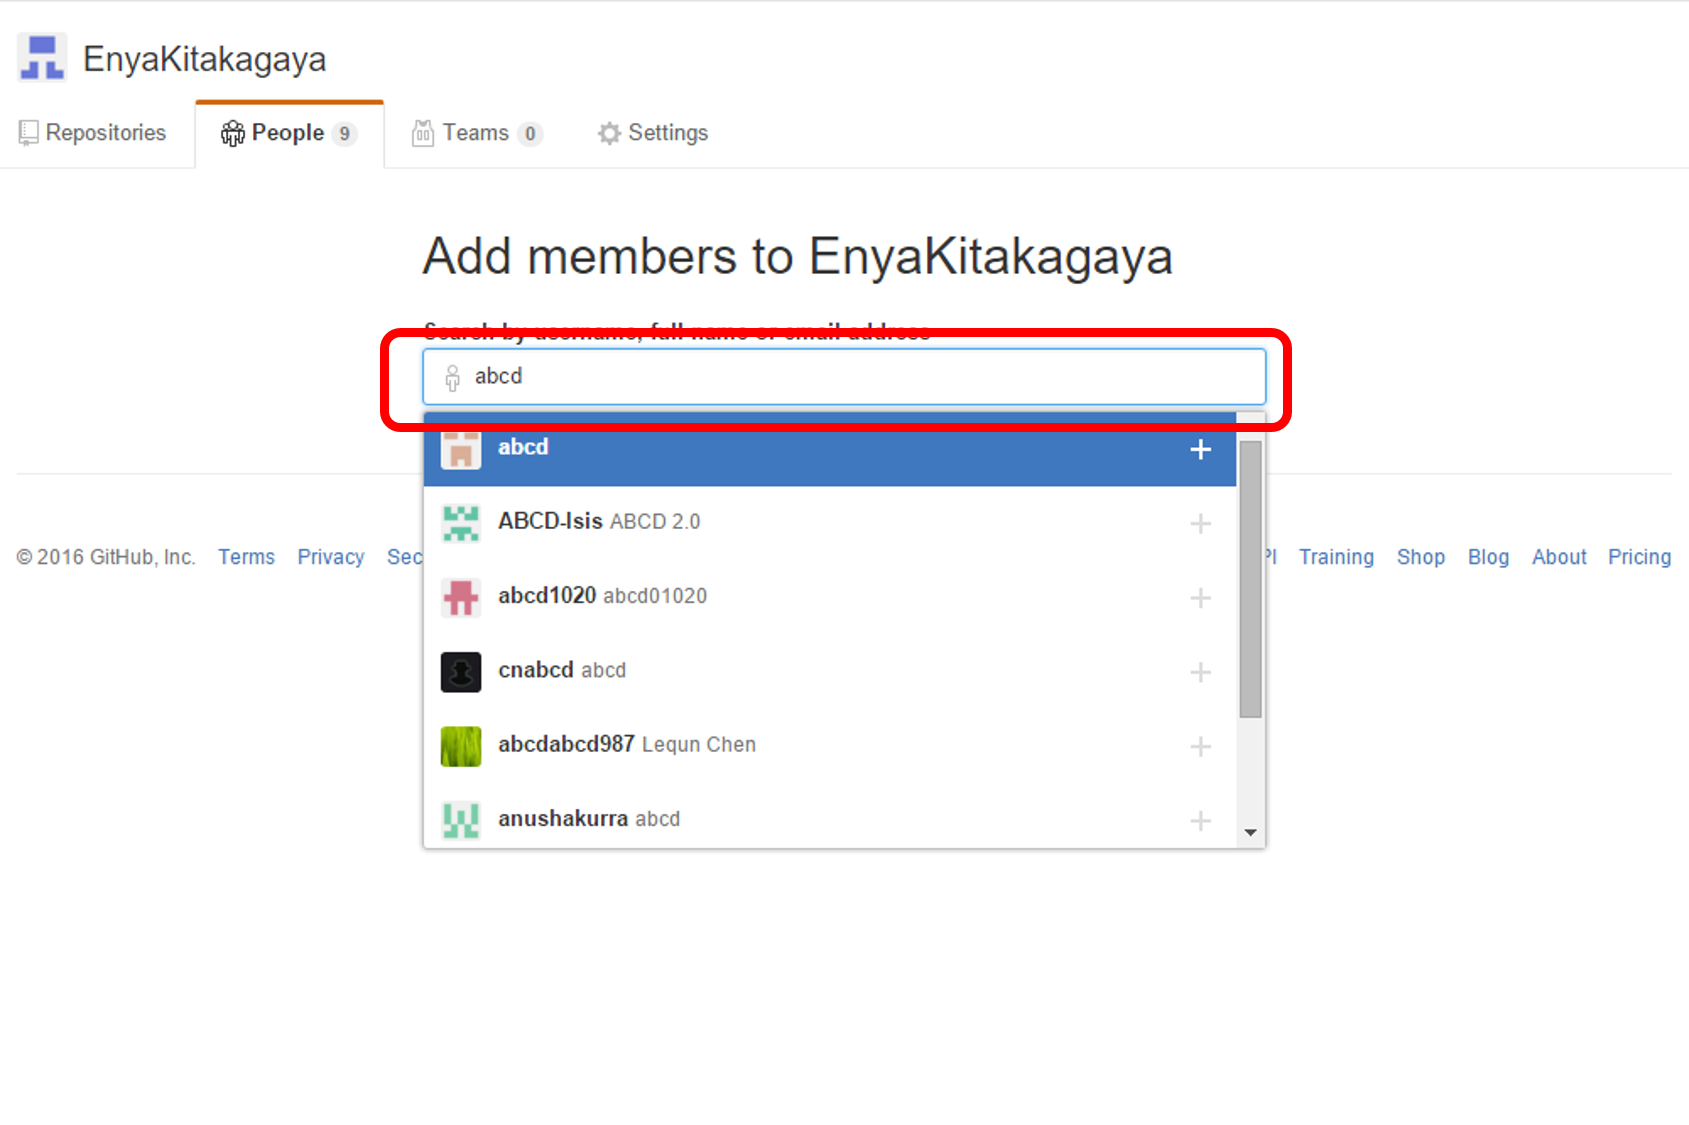 EnyaKitakagaya
Repositories People 9 Teams 0 Settings
Add members to EnyaKitakagaya
Search by username, full name or email address
abcd
abcd
ABCD-Isis ABCD 2.0
abcd1020 abcd01020
cnabcd abcd
abcdabcd987 Lequn Chen
anushakurra abcd
© 2016 GitHub, Inc. Terms Privacy Sec PI Training Shop Blog About Pricing